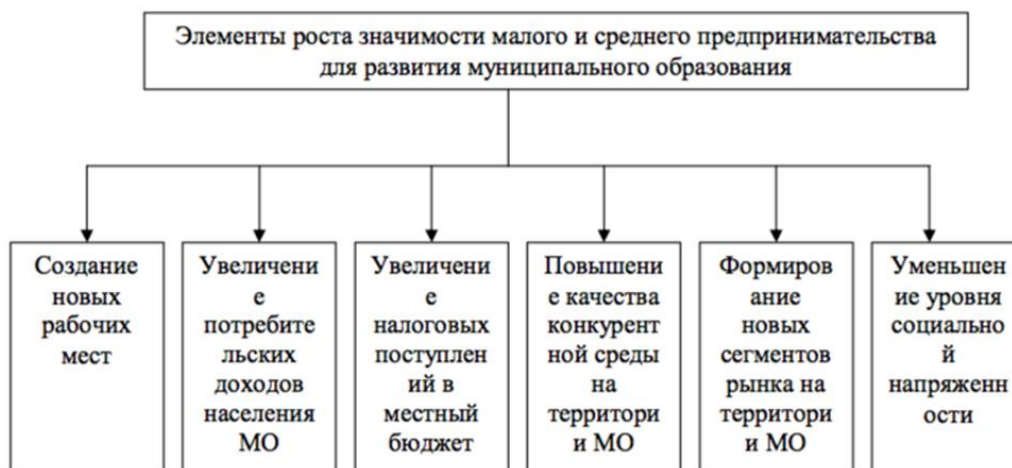 Элементы роста значимости малого и среднего предпринимательства
для развития муниципального образования
Создание
новых
рабочих
мест
Увеличени
е
потребите
льских
доходов
населения
МО
Увеличени
е
налоговых
поступлен
ий в
местный
бюджет
Повышени
е качества
конкурент
ной среды
на
территори
и МО
Формиров
ание
новых
сегментов
рынка на
территори
и МО
Уменьшен
ие уровня
социально
й
напряженн
ости